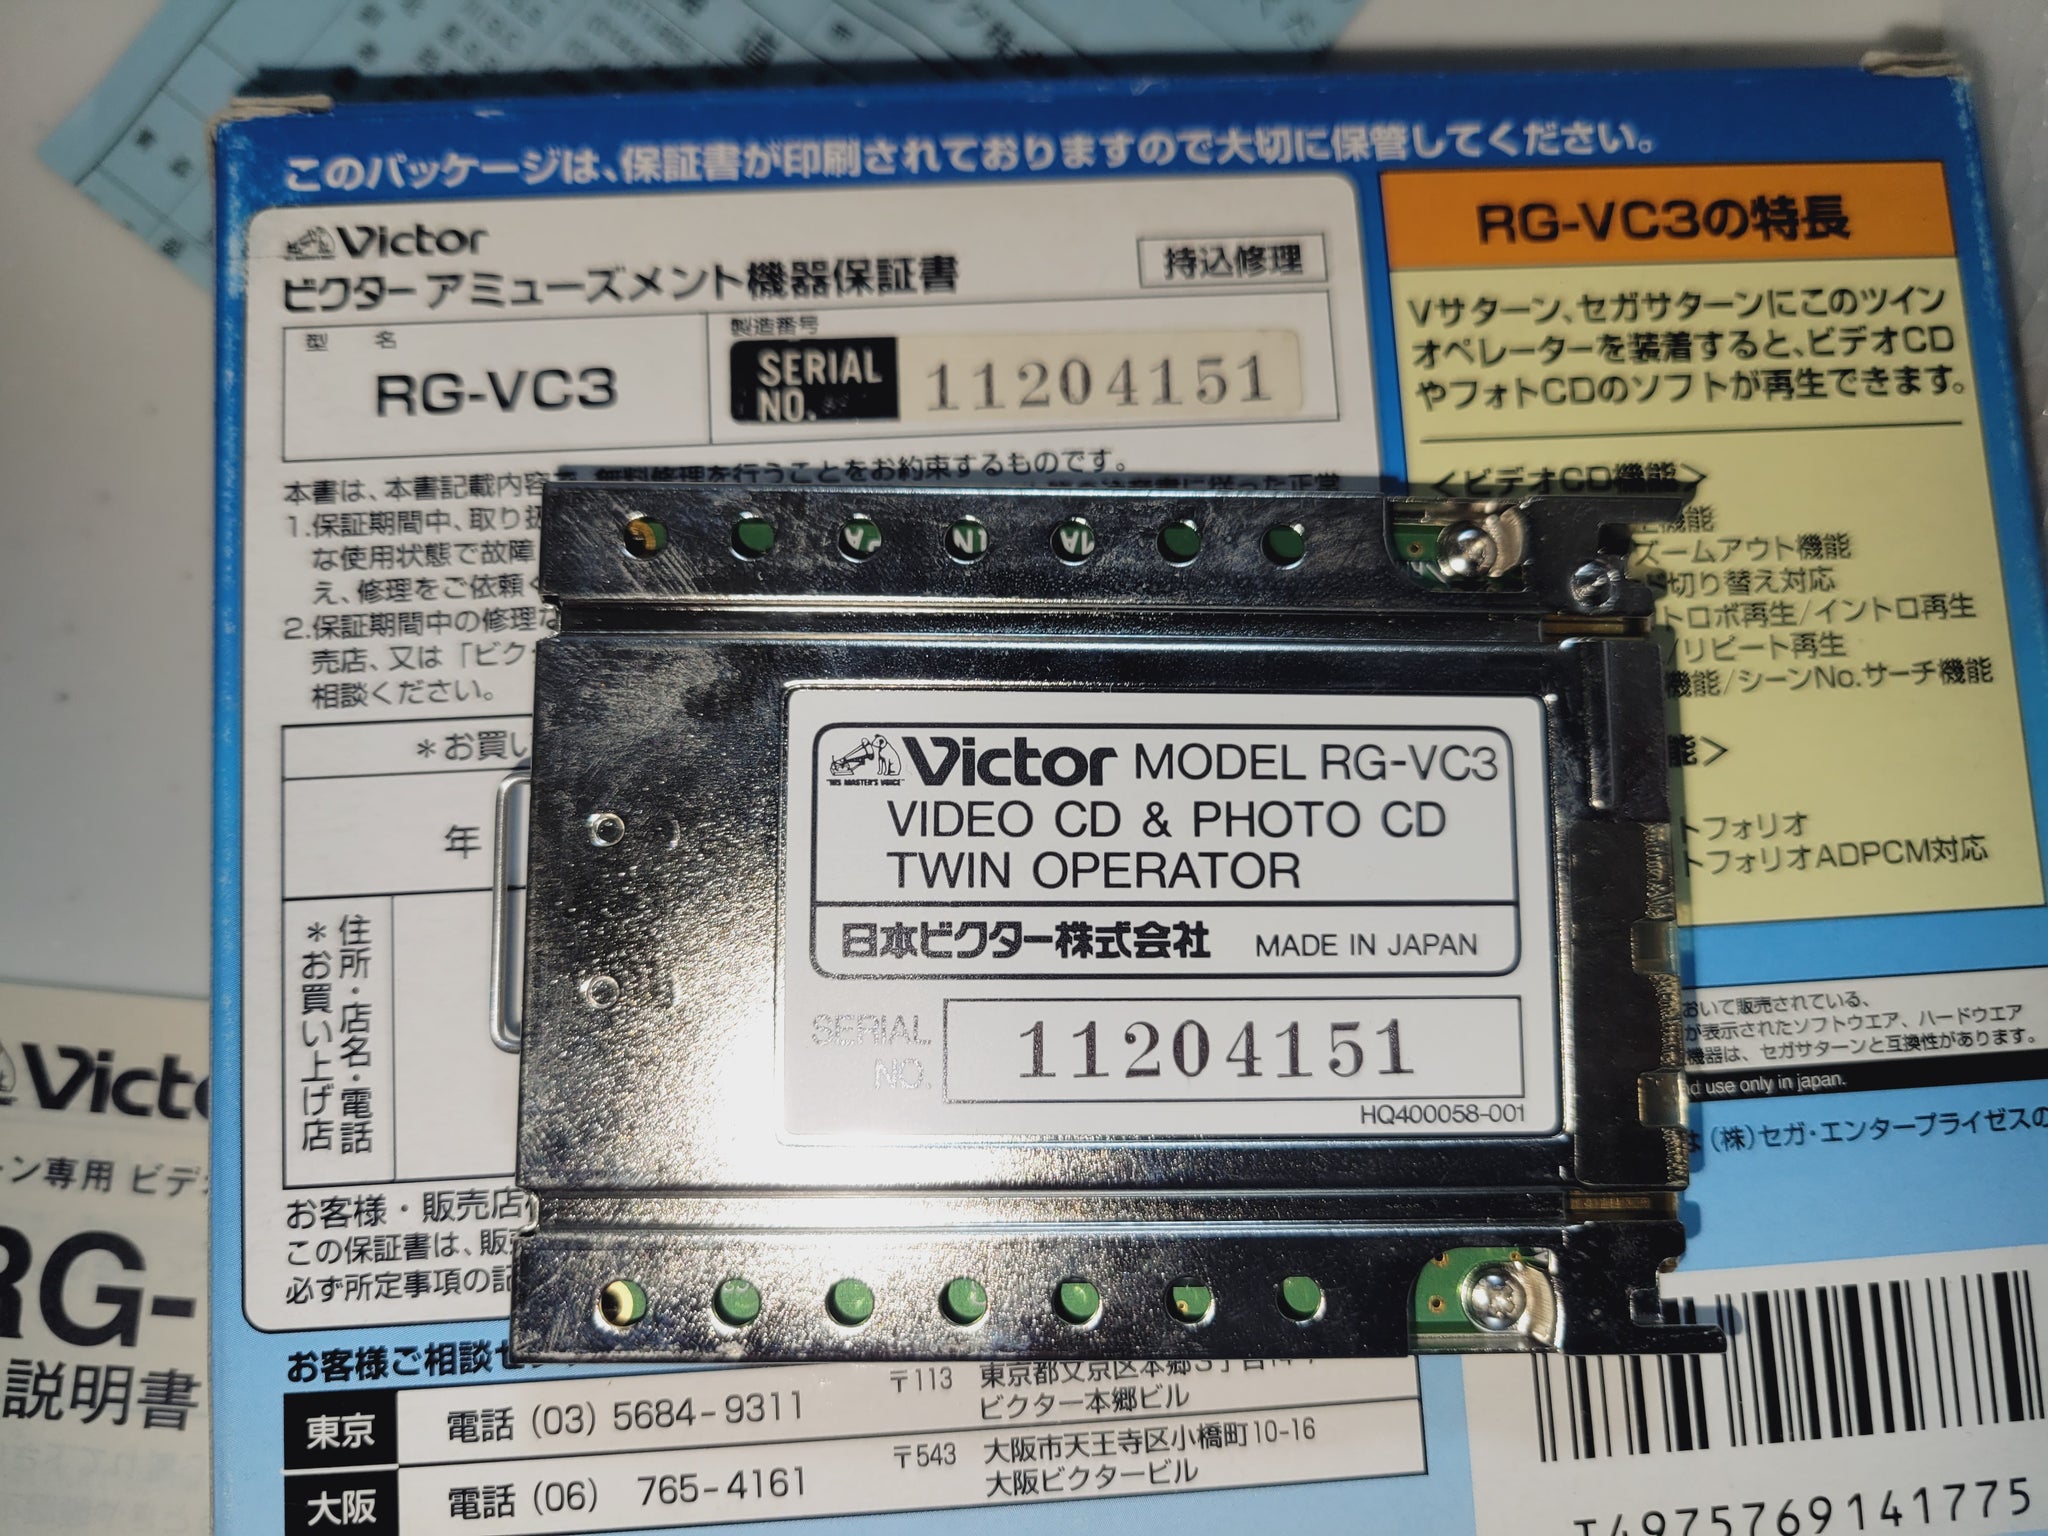 このパッケージは、保証書が印刷されておりますので大切に保管してください。
Victor
ビクターアミューズメント機器保証書
持込修理
型 名
RG-VC3
製造番号
SERIAL NO.
11204151
無料修理を行うことをお約束するものです。
本書は、本書記載内容で
1.保証期間中、取り扱
な使用状態で故障
え、修理をご依頼く
2.保証期間中の修理な
売店、又は「ビク
相談ください。
*お買い
年
住所・店名・電話
*お買い上げ店
お客様・販売店
この保証書は、販売
必ず所定事項の記
お客様ご相談セン
東京
電話 (03) 5684-9311
〒113
ビクター本郷ビル
大阪
電話 (06) 765-4161
〒543
大阪市天王寺区小橋町10-16
大阪ビクタービル
RG-VC3の特長
Vサターン、セガサターンにこのツイン
オペレーターを装着すると、ビデオCD
やフォトCDのソフトが再生できます。
<ビデオCD機能>
機能
ズームアウト機能
切り替え対応
トロボ再生/イントロ再生
/リピート再生
機能/シーンNo.サーチ機能
能>
トフォリオ
トフォリオADPCM対応
おいて販売されている、
が表示されたソフトウエア、ハードウエア
機器は、セガサターンと互換性があります。
nd use only in japan.
(株)セガ・エンタープライゼスの
T4975769141775
"HIS MASTER'S VOICE"
Victor MODEL RG-VC3
VIDEO CD & PHOTO CD
TWIN OPERATOR
日本ビクター株式会社 MADE IN JAPAN
SERIAL NO.
11204151
HQ400058-001
Victo
ーン専用 ビデ
RG-
説明書